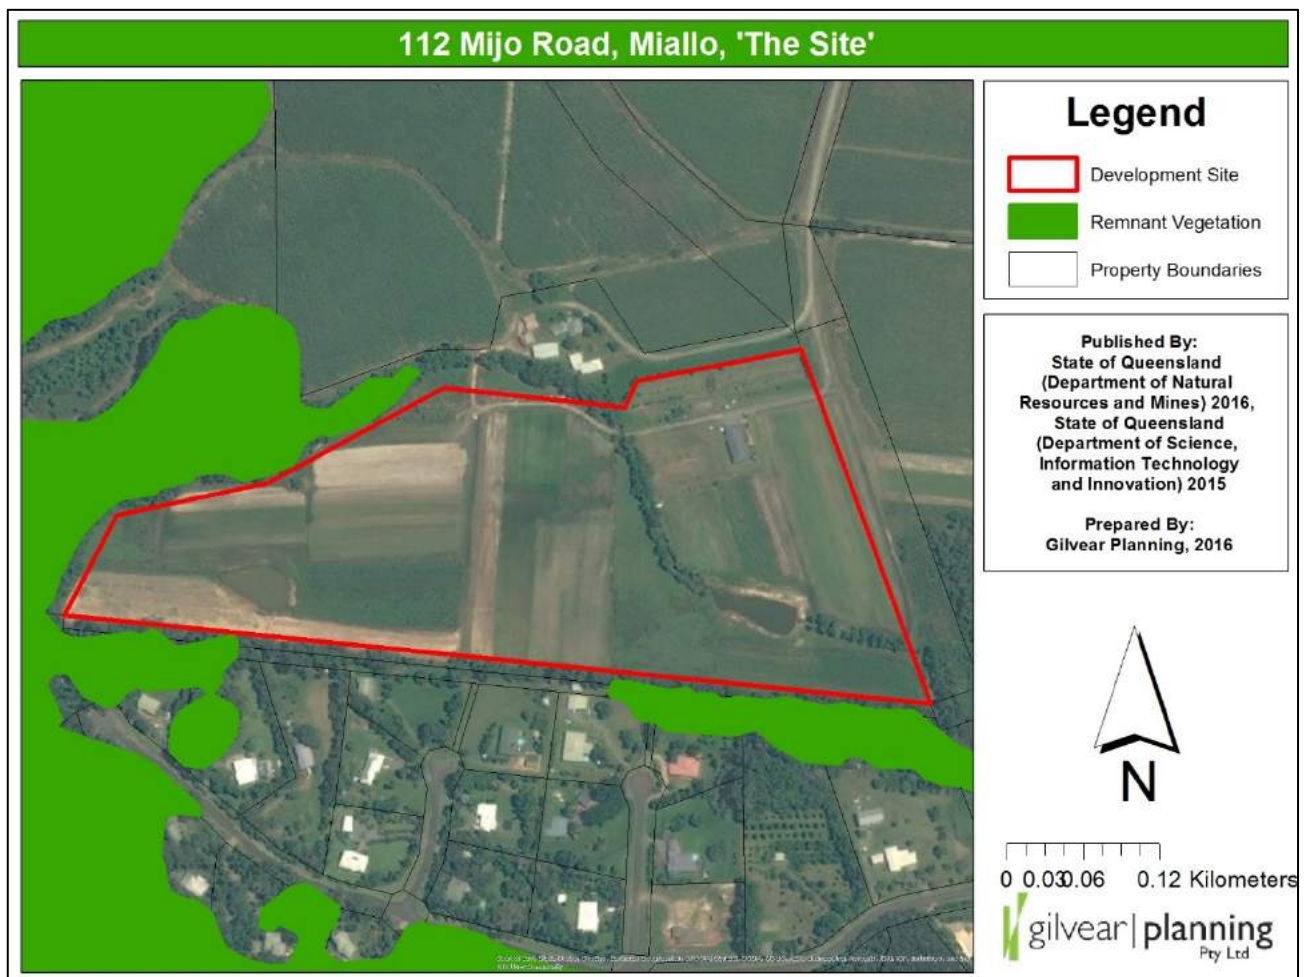 112 Mijo Road, Miallo, 'The Site'
Legend
Development Site
Remnant Vegetation
Property Boundaries
Published By:
State of Queensland
(Department of Natural
Resources and Mines) 2016,
State of Queensland
(Department of Science,
Information Technology
and Innovation) 2015
Prepared By:
Gilvear Planning, 2016
N
0 0.03 0.06 0.12 Kilometers
gilvear|planning
Pty Ltd